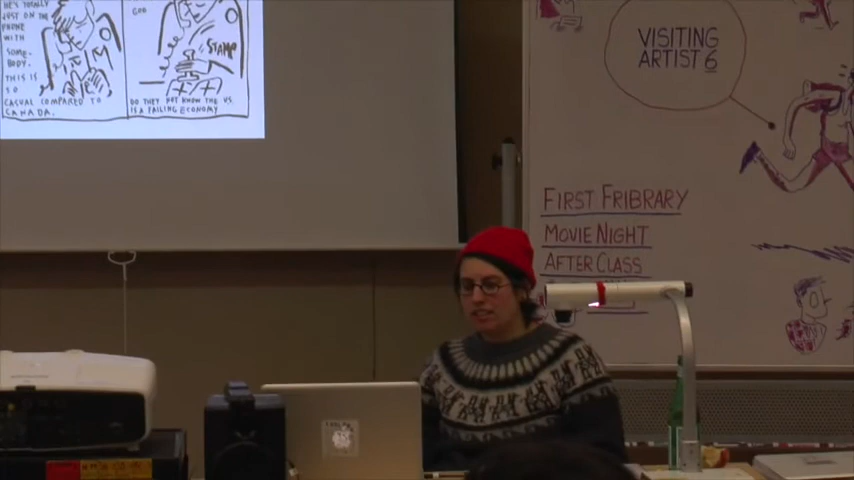 HE'S TOTALLY
JUST ON THE
PHONE
WITH
SOME-
BODY.
THIS IS
SO
CASUAL COMPARED TO
CANADA.
STAMP
DO THEY NOT KNOW THE U.S.
IS A FAILING ECONOMY
VISITING
ARTIST 6
FIRST FRIBRARY
MOVIE NIGHT
AFTER CLASS